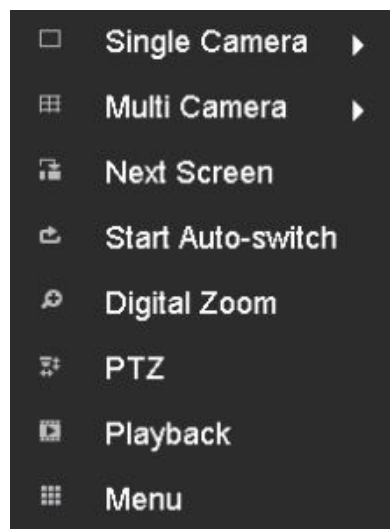 Single Camera
Multi Camera
Next Screen
Start Auto-switch
Digital Zoom
PTZ
Playback
Menu